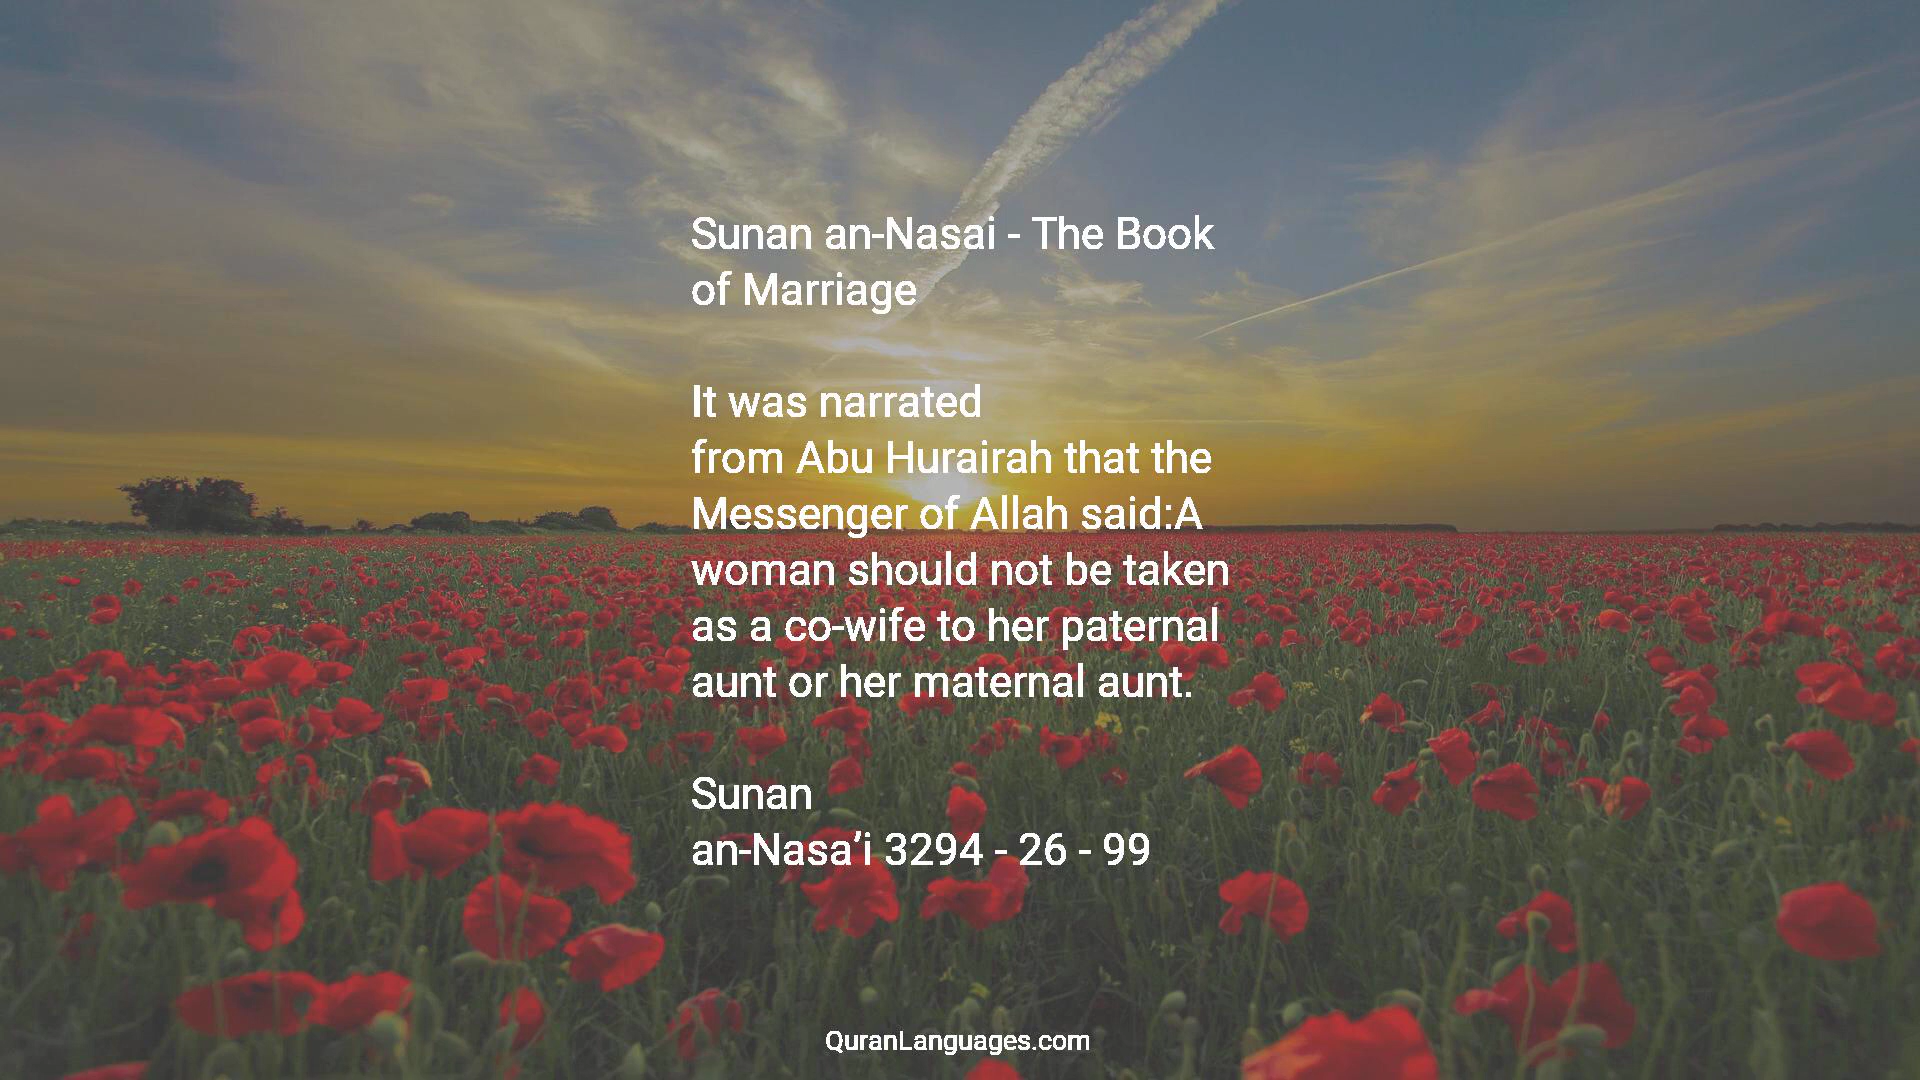 Sunan an-Nasai - The Book
of Marriage
It was narrated
from Abu Hurairah that the
Messenger of Allah said:A
woman should not be taken
as a co-wife to her paternal
aunt or her maternal aunt.
Sunan
an-Nasa’i 3294 - 26 - 99
QuranLanguages.com